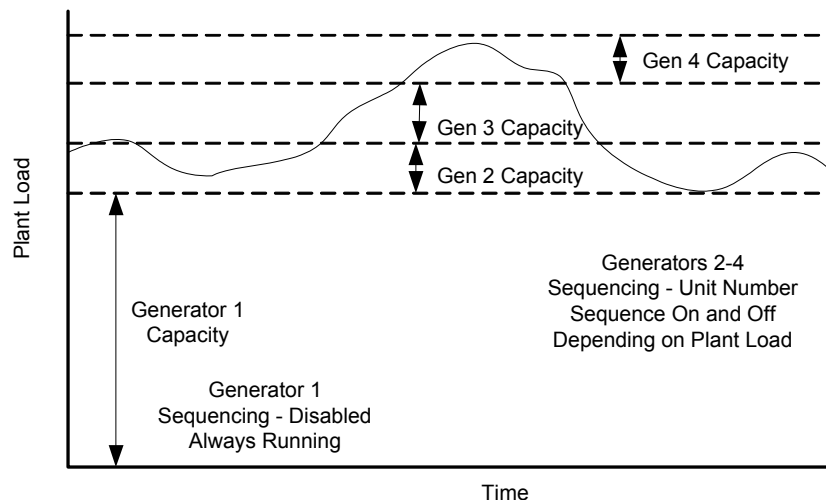 Gen 4 Capacity
Gen 3 Capacity
Gen 2 Capacity
Plant Load
Generator 1
Capacity
Generators 2-4
Sequencing - Unit Number
Sequence On and Off
Depending on Plant Load
Generator 1
Sequencing - Disabled
Always Running
Time